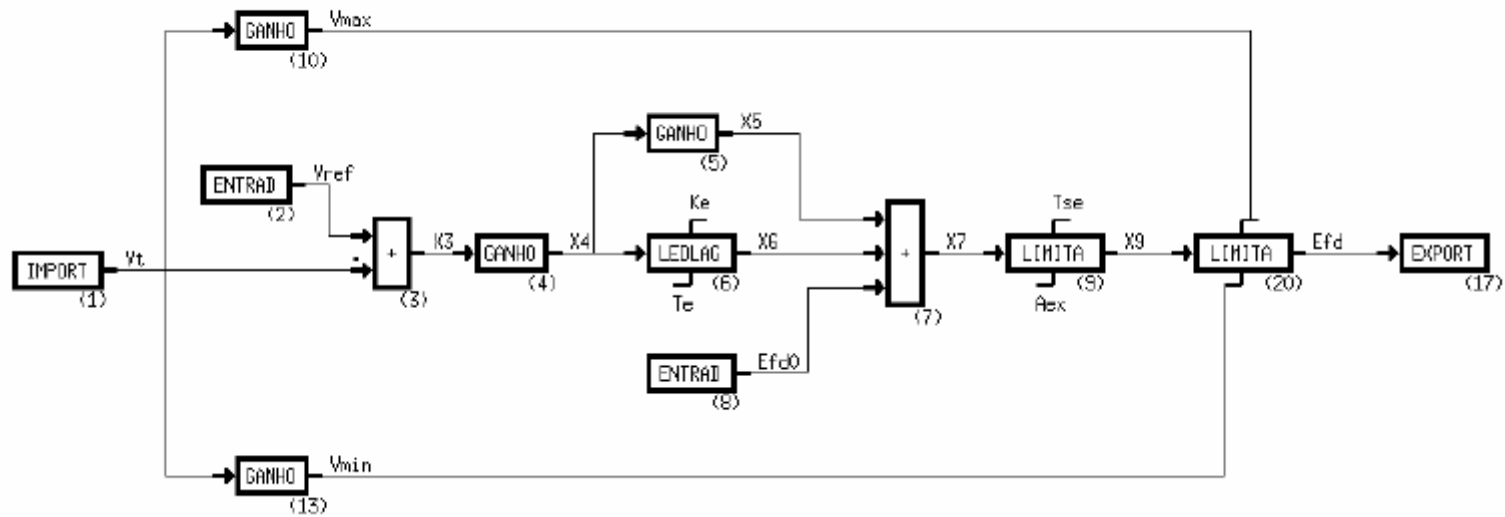 GANHO Vmax
(10)
GANHO X5
(5)
ENTRAD Vref
(2)
Ke
Tse
IMPORT Vt
(1)
+
-
(3)
X3
GANHO X4
(4)
LEDLAG X6
(6)
Te
+
(7)
X7
LIMITA X9
(9)
Aex
LIMITA Efd
(20)
EXPORT
(17)
ENTRAD Efd0
(8)
GANHO Vmin
(13)